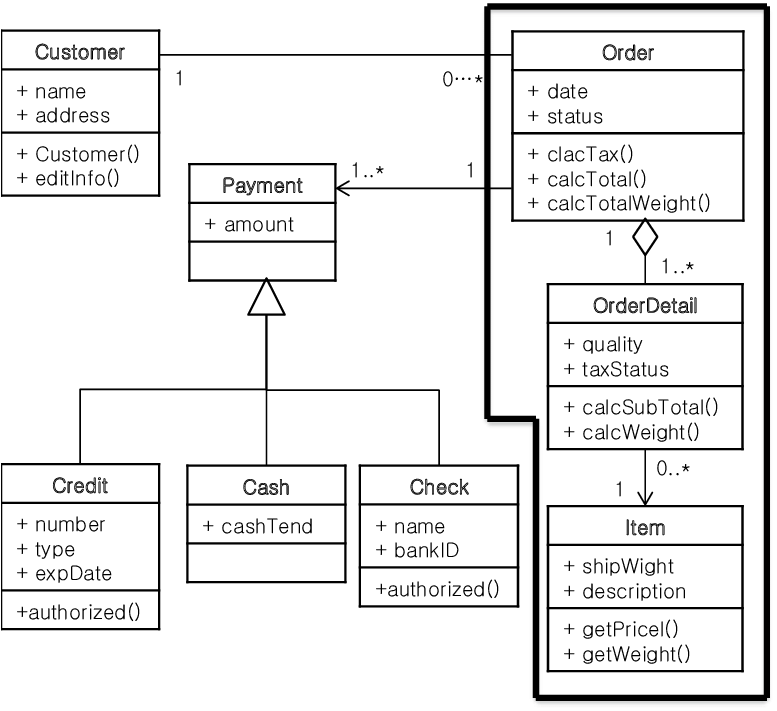 Customer
+ name
+ address
+ Customer()
+ editInfo()
1
0…*
Order
+ date
+ status
+ clacTax()
+ calcTotal()
+ calcTotalWeight()
Payment
+ amount
1..*
1
1
1..*
OrderDetail
+ quality
+ taxStatus
+ calcSubTotal()
+ calcWeight()
0..*
1
Credit
+ number
+ type
+ expDate
+authorized()
Cash
+ cashTend
Check
+ name
+ bankID
+authorized()
Item
+ shipWight
+ description
+ getPriceI()
+ getWeight()